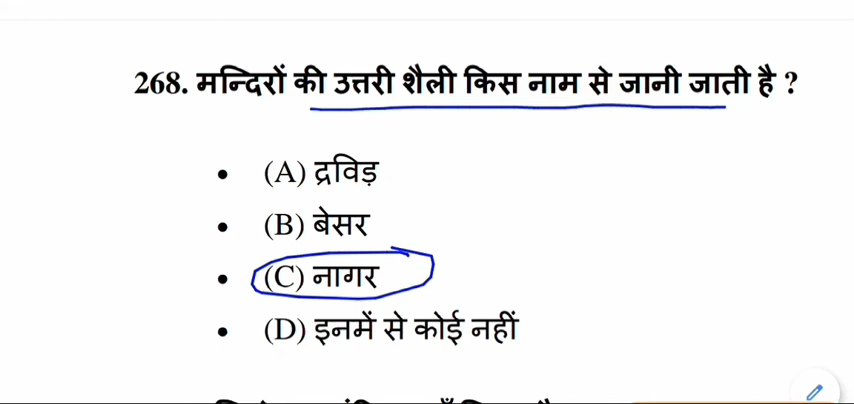 268. मन्दिरों की उत्तरी शैली किस नाम से जानी जाती है ?
(A) द्रविड़
(B) बेसर
(C) नागर
(D) इनमें से कोई नहीं